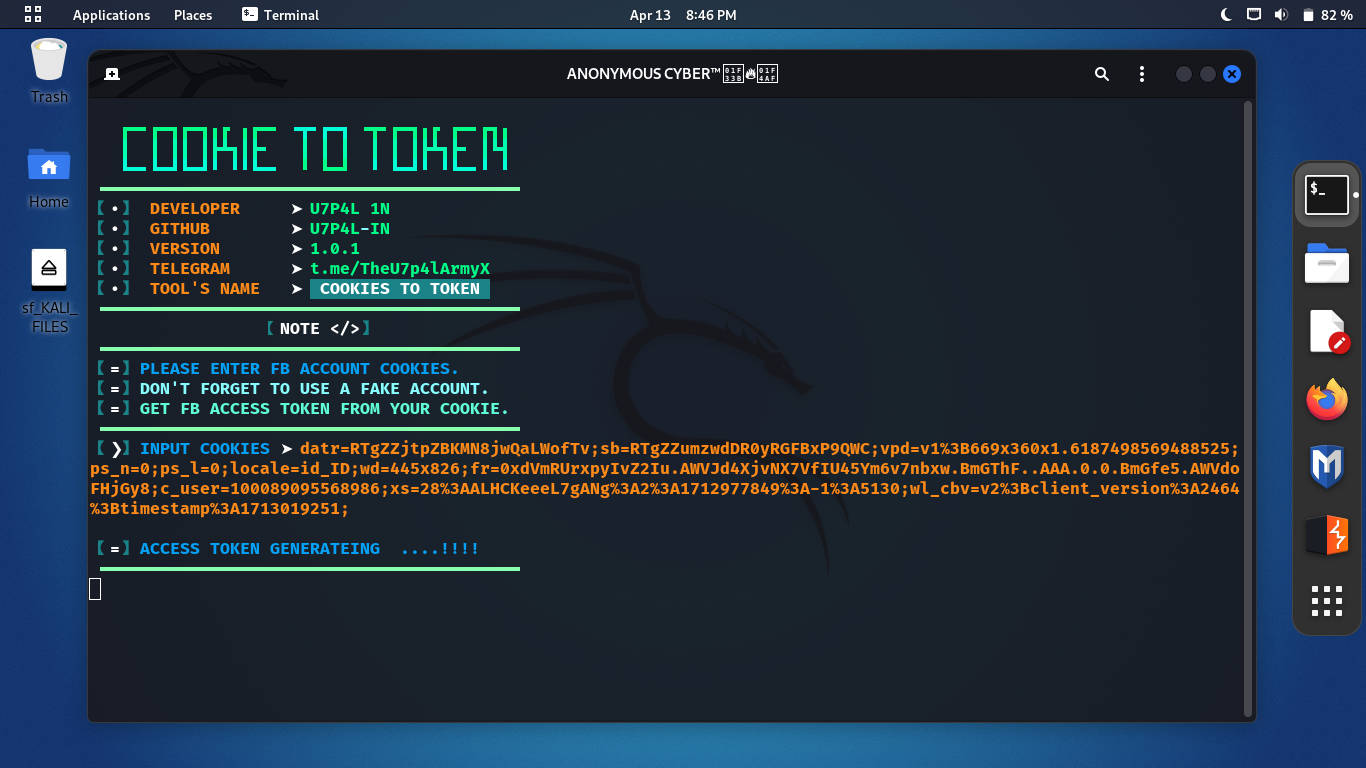 Applications Places Terminal Apr 13 8:46 PM 82 %
ANONYMOUS CYBER™
Trash
Home
sf_KALI_
FILES
COOKIE TO TOKEN
【•】 DEVELOPER ➤ U7P4L 1N
【•】 GITHUB ➤ U7P4L-IN
【•】 VERSION ➤ 1.0.1
【•】 TELEGRAM ➤ t.me/TheU7p4lArmyX
【•】 TOOL'S NAME ➤ COOKIES TO TOKEN
【NOTE </>】
【=】PLEASE ENTER FB ACCOUNT COOKIES.
【=】DON'T FORGET TO USE A FAKE ACCOUNT.
【=】GET FB ACCESS TOKEN FROM YOUR COOKIE.
【❯】INPUT COOKIES ➤ datr=RTgZZjtpZBKMN8jwQaLWofTv;sb=RTgZZumzwdDR0yRGFBxP9QWC;vpd=v1%3B669x360x1.6187498569488525;
ps_n=0;ps_l=0;locale=id_ID;wd=445x826;fr=0xdVmRUrxpyIvZ2Iu.AWVJd4XjvNX7VfIU45Ym6v7nbxw.BmGThF..AAA.0.0.BmGfe5.AWVdo
FHjGy8;c_user=100089095568986;xs=28%3AALHCKeeeL7gANg%3A2%3A1712977849%3A-1%3A5130;wl_cbv=v2%3Bclient_version%3A2464
%3Btimestamp%3A1713019251;
【=】ACCESS TOKEN GENERATEING ....!!!!